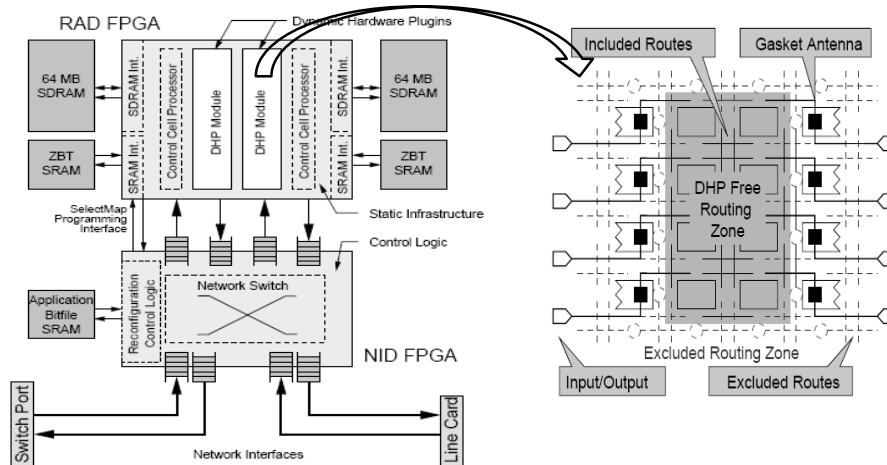 RAD FPGA
Dynamic Hardware Plugins
64 MB
SDRAM
SDRAM Int.
Control Cell Processor
DHP Module
DHP Module
Control Cell Processor
SDRAM Int.
64 MB
SDRAM
ZBT
SRAM
SRAM Int.
SRAM Int.
ZBT
SRAM
SelectMap
Programming
Interface
Static Infrastructure
Control Logic
Network Switch
Reconfiguration
Control Logic
Application
Bitfile
SRAM
NID FPGA
Switch Port
Line Card
Network Interfaces
Included Routes
Gasket Antenna
DHP Free
Routing
Zone
Excluded Routing Zone
Input/Output
Excluded Routes